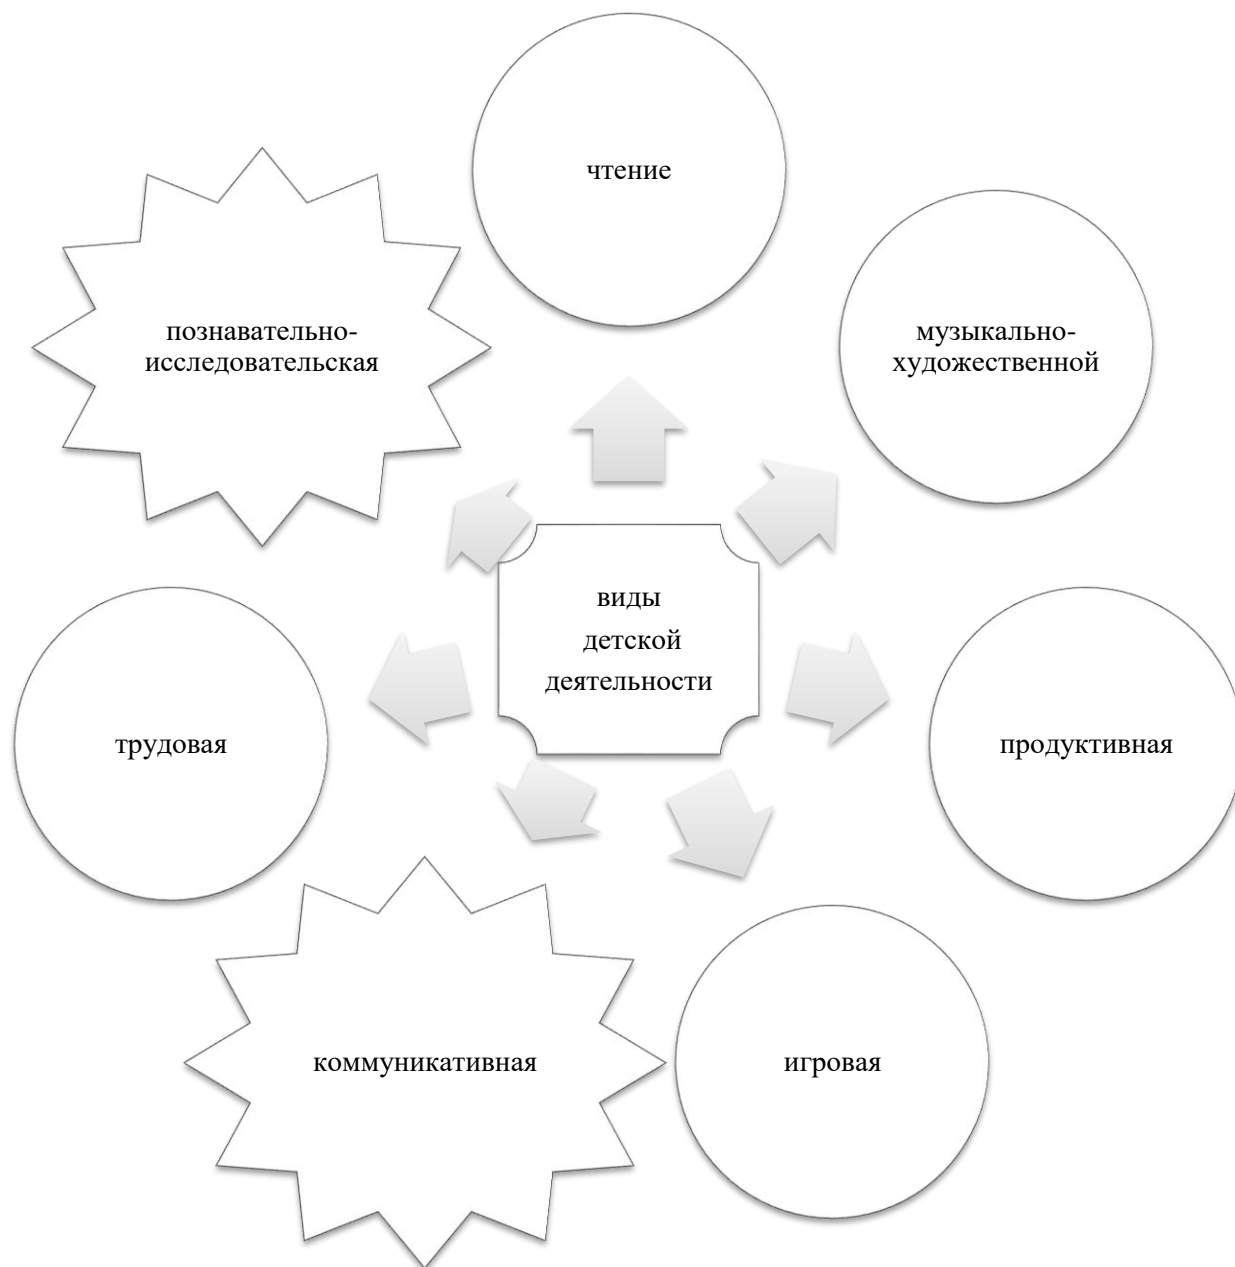 чтение
познавательно-
исследовательская
музыкально-
художественной
виды
детской
деятельности
трудовая
продуктивная
коммуникативная
игровая